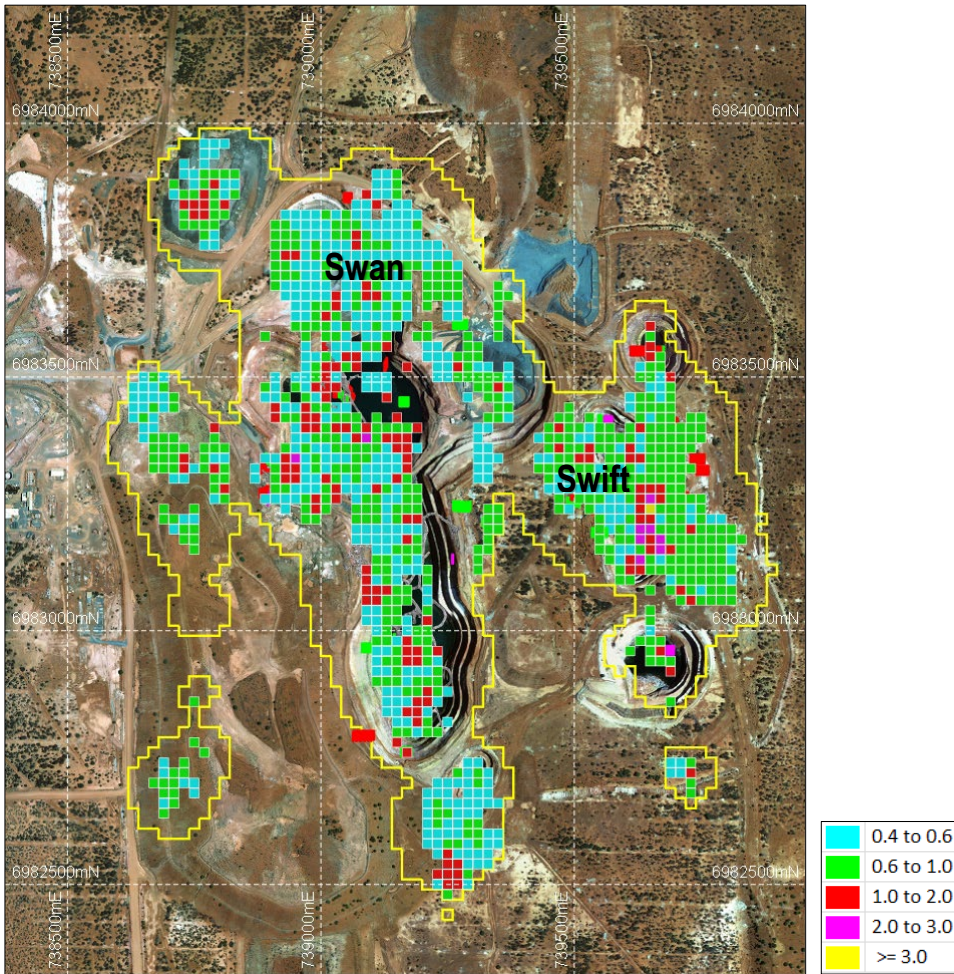 738500mE
739000mE
739500mE
6984000mN
6984000mN
Swan
6983500mN
6983500mN
Swift
6983000mN
6983000mN
6982500mN
6982500mN
738500mE
739000mE
739500mE
0.4 to 0.6
0.6 to 1.0
1.0 to 2.0
2.0 to 3.0
>= 3.0